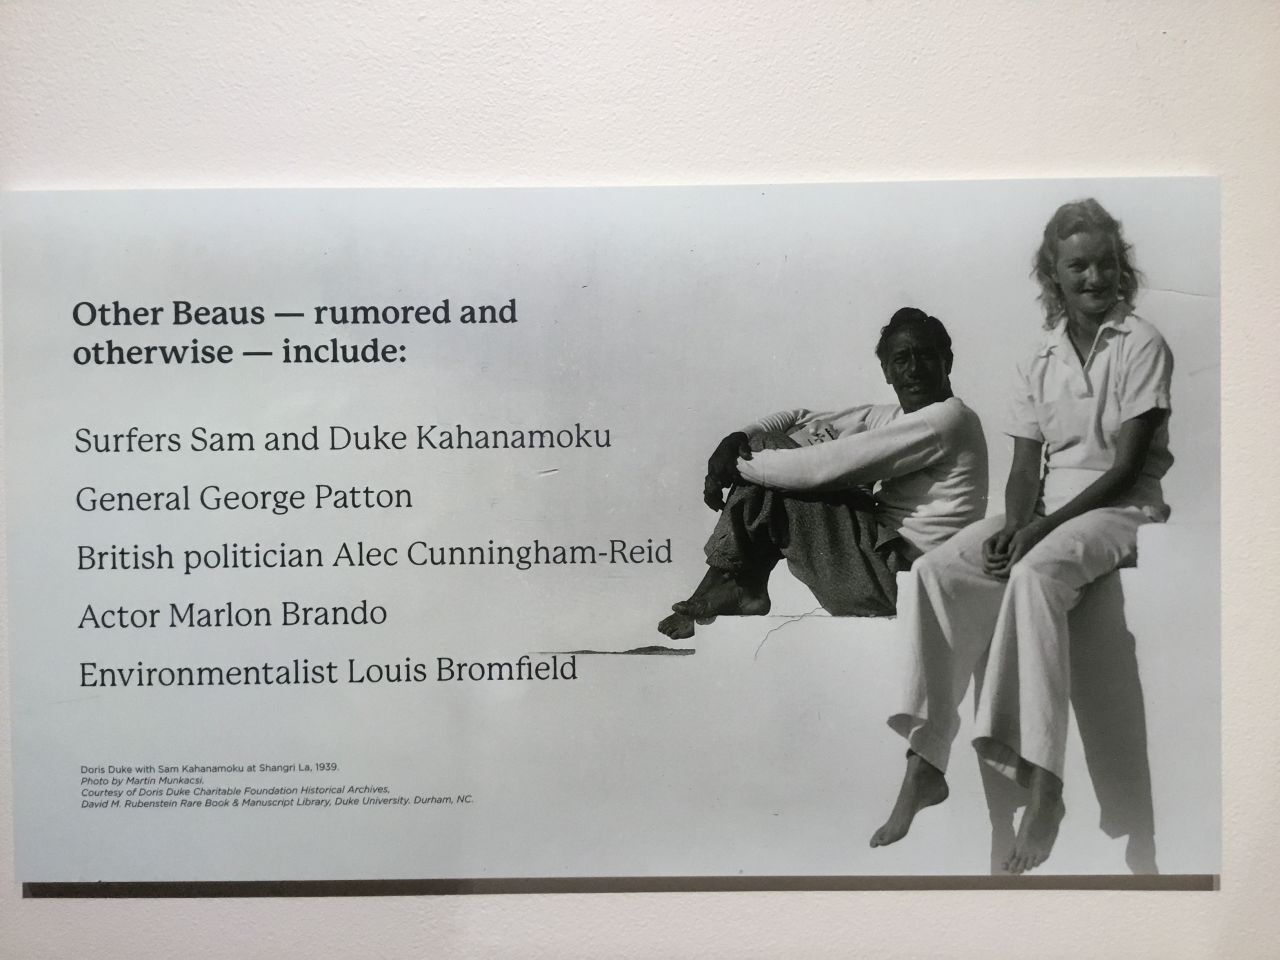 Other Beaus — rumored and
otherwise — include:
Surfers Sam and Duke Kahanamoku
General George Patton
British politician Alec Cunningham-Reid
Actor Marlon Brando
Environmentalist Louis Bromfield
Doris Duke with Sam Kahanamoku at Shangri La, 1939.
Photo by Martin Munkacsi.
Courtesy of Doris Duke Charitable Foundation Historical Archives,
David M. Rubenstein Rare Book & Manuscript Library, Duke University. Durham, NC.